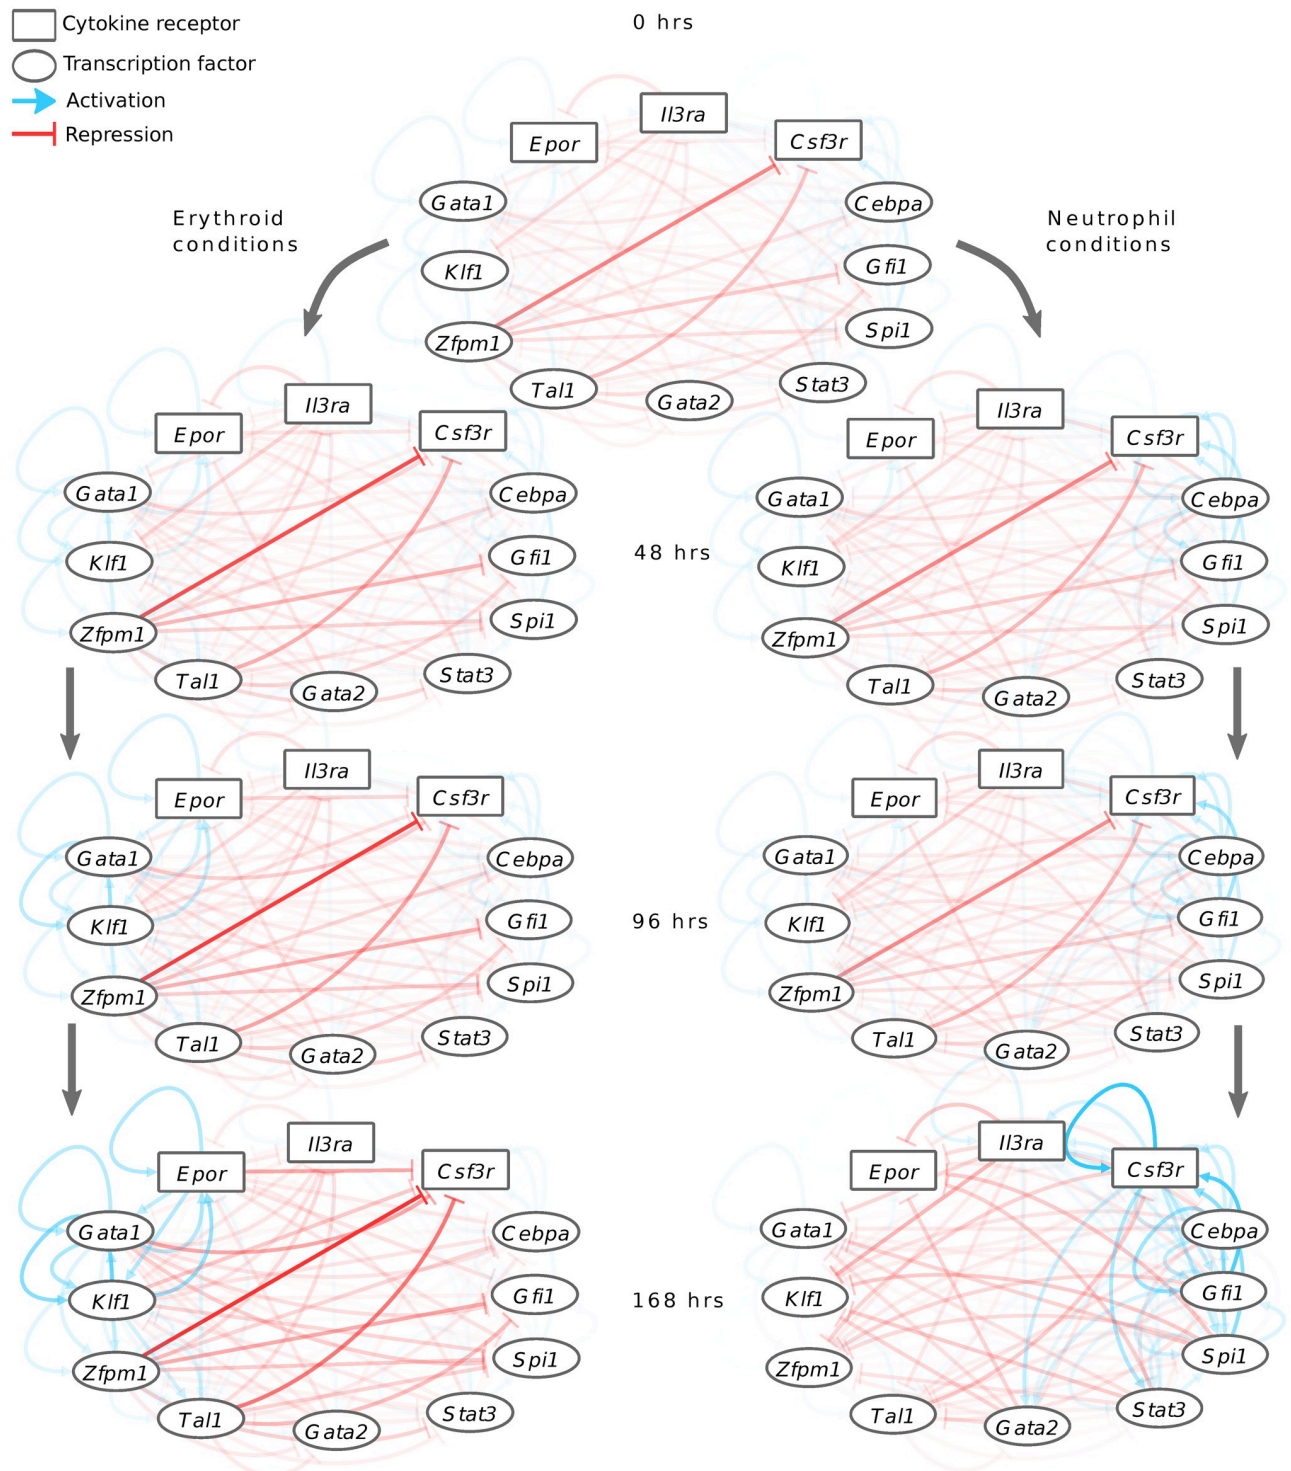 Cytokine receptor
Transcription factor
Activation
Repression
0 hrs
Il3ra
Epor
Csf3r
Gata1
Cebpa
Klf1
Gfi1
Zfpm1
Spi1
Tal1
Gata2
Stat3
Erythroid
conditions
Neutrophil
conditions
Il3ra
Epor
Csf3r
Gata1
Cebpa
Klf1
Gfi1
Zfpm1
Spi1
Tal1
Gata2
Stat3
48 hrs
Il3ra
Epor
Csf3r
Gata1
Cebpa
Klf1
Gfi1
Zfpm1
Spi1
Tal1
Gata2
Stat3
Il3ra
Epor
Csf3r
Gata1
Cebpa
Klf1
Gfi1
Zfpm1
Spi1
Tal1
Gata2
Stat3
96 hrs
Il3ra
Epor
Csf3r
Gata1
Cebpa
Klf1
Gfi1
Zfpm1
Spi1
Tal1
Gata2
Stat3
Il3ra
Epor
Csf3r
Gata1
Cebpa
Klf1
Gfi1
Zfpm1
Spi1
Tal1
Gata2
Stat3
168 hrs
Il3ra
Epor
Csf3r
Gata1
Cebpa
Klf1
Gfi1
Zfpm1
Spi1
Tal1
Gata2
Stat3